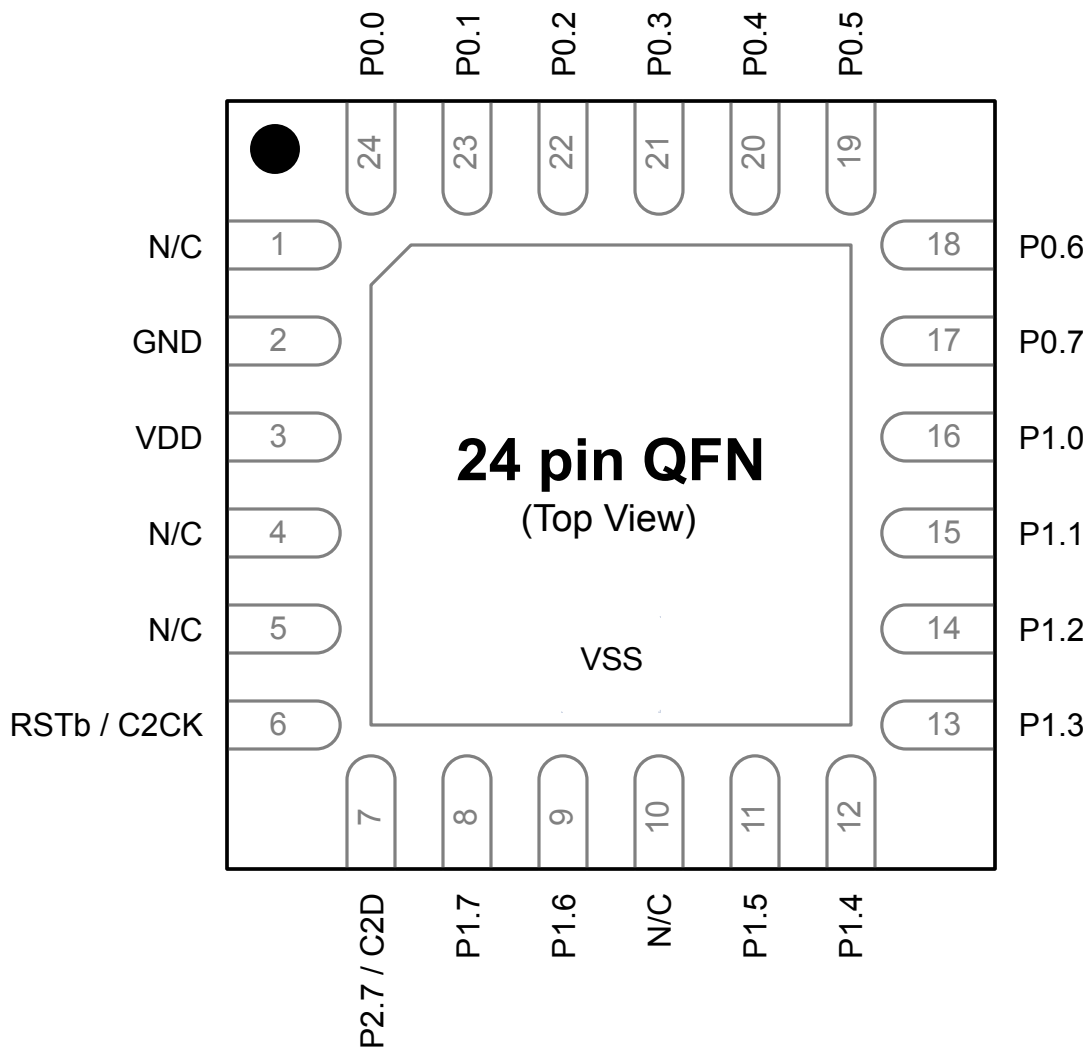 P0.0 P0.1 P0.2 P0.3 P0.4 P0.5
24 23 22 21 20 19
N/C 1 18 P0.6
GND 2 17 P0.7
VDD 3 16 P1.0
24 pin QFN
(Top View)
N/C 4 15 P1.1
N/C 5 14 P1.2
VSS
RSTb / C2CK 6 13 P1.3
7 8 9 10 11 12
P2.7 / C2D P1.7 P1.6 N/C P1.5 P1.4